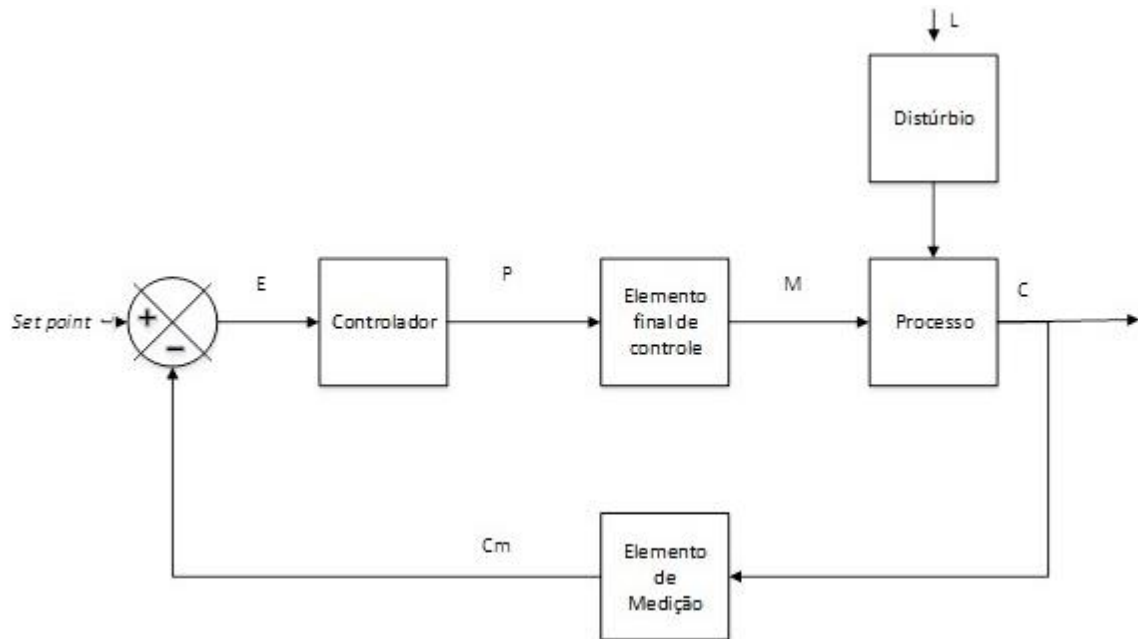 L
Distúrbio
Set point
+
−
E
Controlador
P
Elemento
final de
controle
M
Processo
C
Cm
Elemento
de
Medição